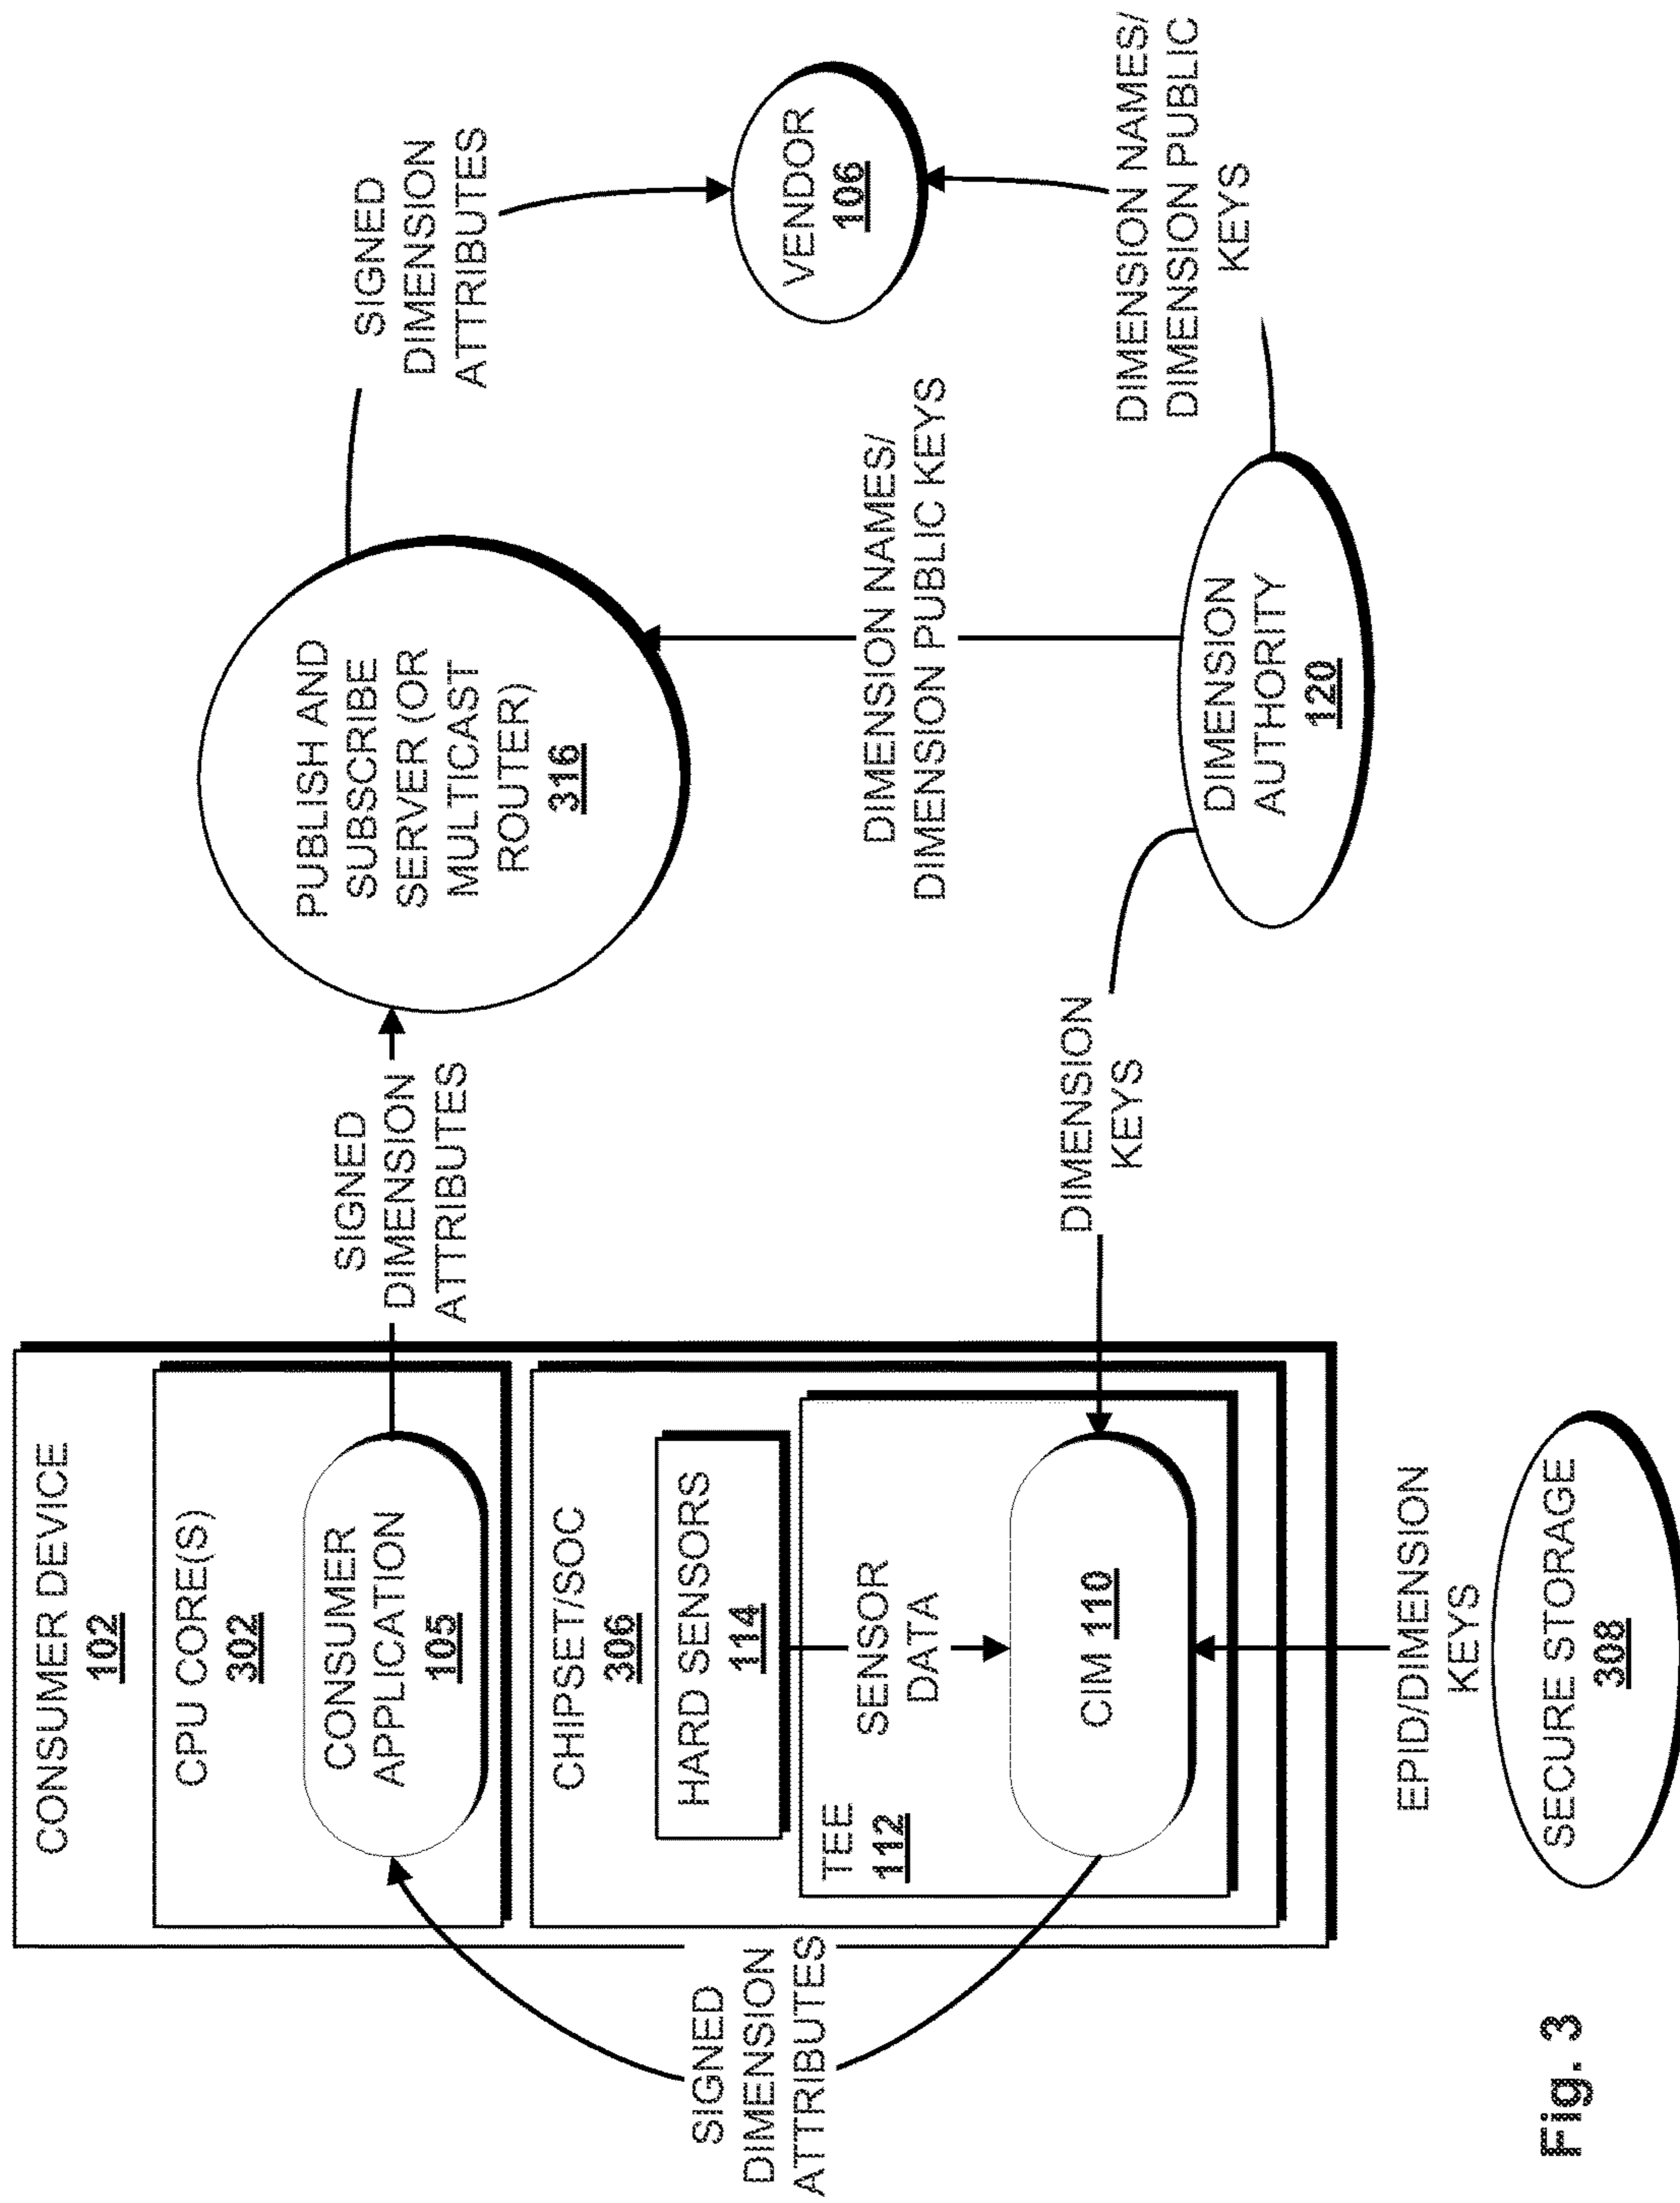 CONSUMER DEVICE
102
CPU CORE(S)
302
CONSUMER
APPLICATION
105
CHIPSET/SOC
306
HARD SENSORS
114
SENSOR
DATA
TEE
112
CIM 110
SIGNED
DIMENSION
ATTRIBUTES
EPID/DIMENSION
KEYS
SECURE STORAGE
308
SIGNED
DIMENSION
ATTRIBUTES
DIMENSION
KEYS
PUBLISH AND
SUBSCRIBE
SERVER (OR
MULTICAST
ROUTER)
316
DIMENSION NAMES/
DIMENSION PUBLIC KEYS
DIMENSION
AUTHORITY
120
SIGNED
DIMENSION
ATTRIBUTES
VENDOR
106
DIMENSION NAMES/
DIMENSION PUBLIC
KEYS
Fig. 3